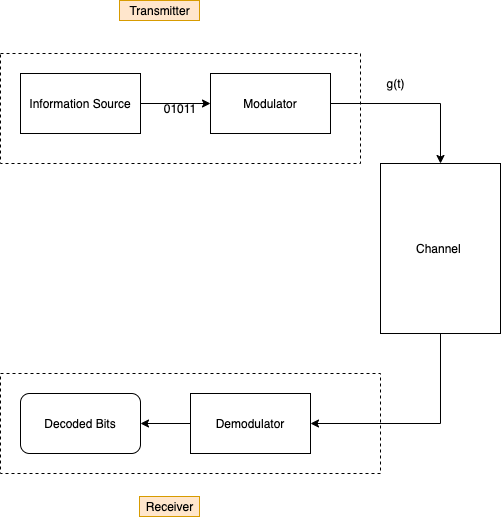 Transmitter
Information Source
01011
Modulator
g(t)
Channel
Decoded Bits
Demodulator
Receiver